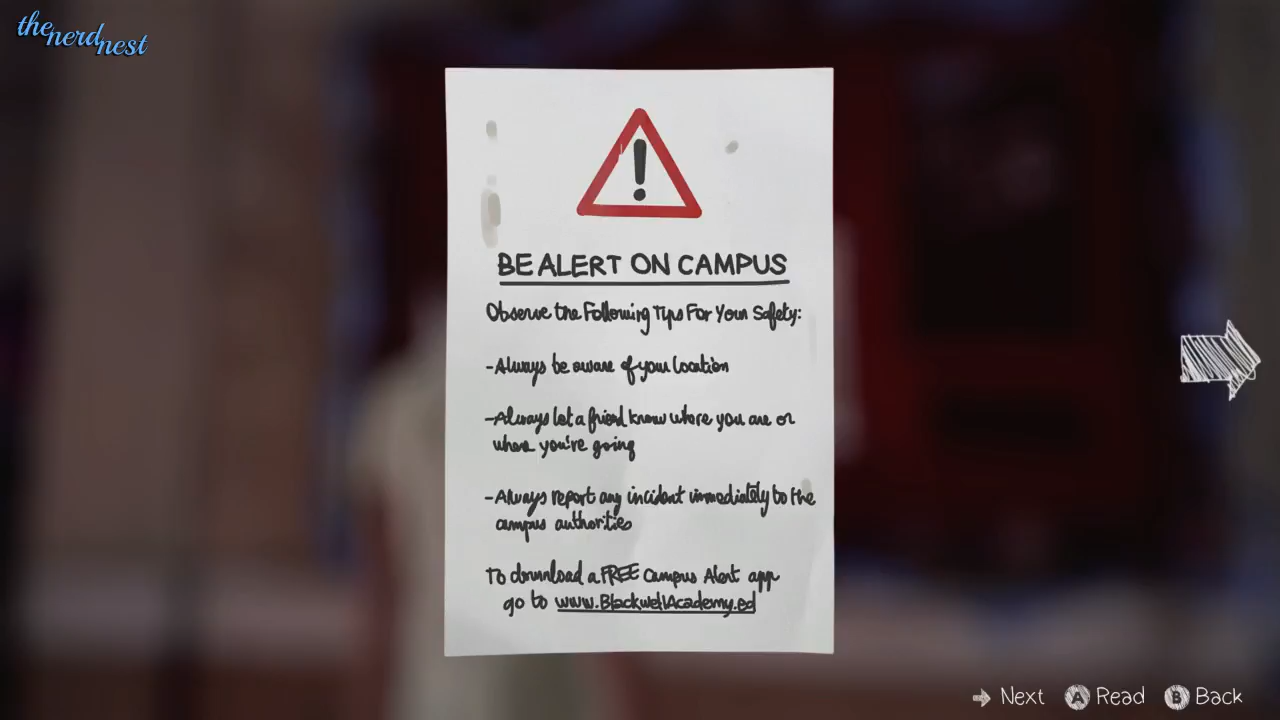 the nerd nest
!
BE ALERT ON CAMPUS
Observe the Following Tips For Your Safety:
-Always be aware of your location
-Always let a friend know where you are or
where you're going
-Always report any incident immediately to the
campus authorities
To download a FREE Campus Alert app
go to www.BlackwellAcademy.ed
Next A Read B Back